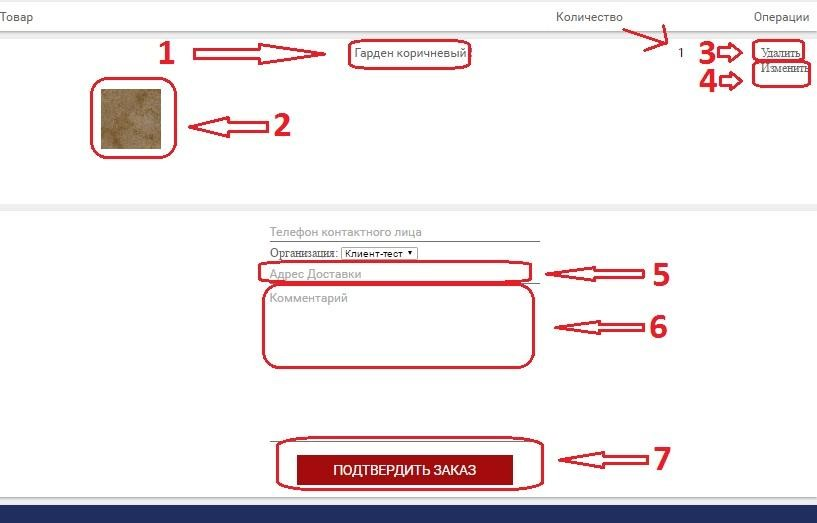 Товар Количество Операции
1 Гарден коричневый 1 3 Удалить
4 Изменить
2
Телефон контактного лица
Организация: Клиент-тест
Адрес Доставки 5
Комментарий
6
ПОДТВЕРДИТЬ ЗАКАЗ 7